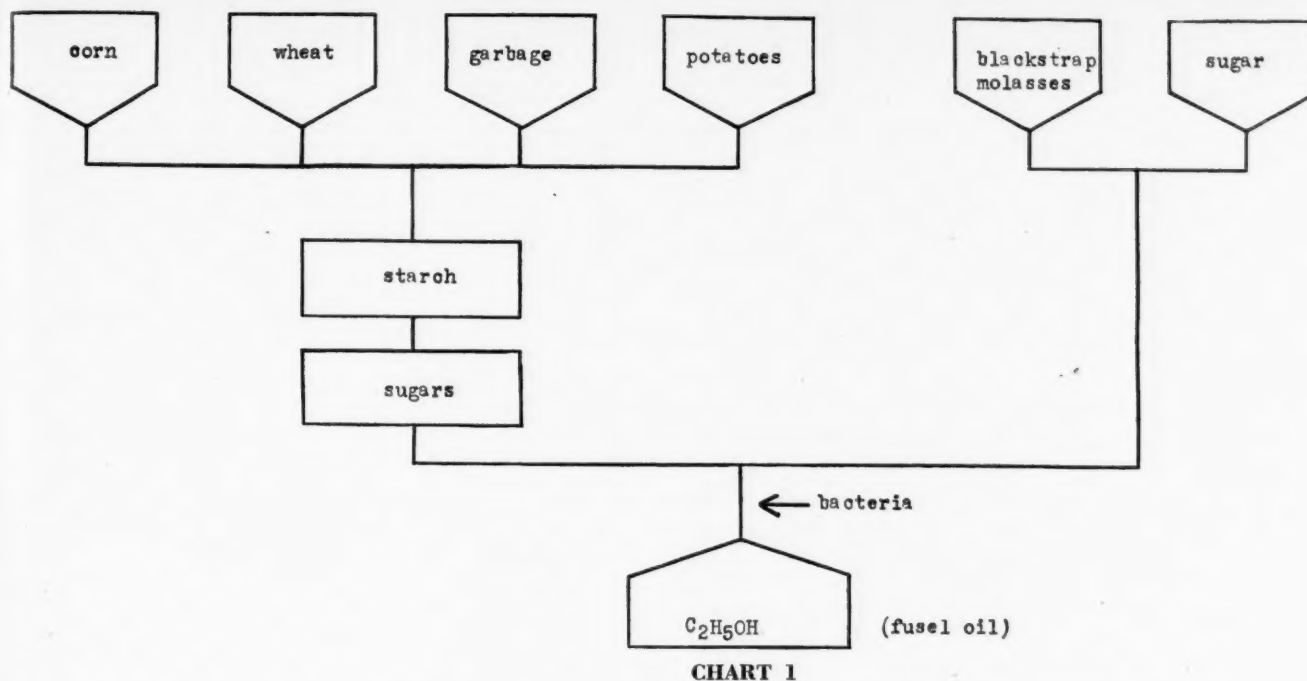 corn
wheat
garbage
potatoes
blackstrap
molasses
sugar
starch
sugars
bacteria
C₂H₅OH
(fusel oil)
CHART 1